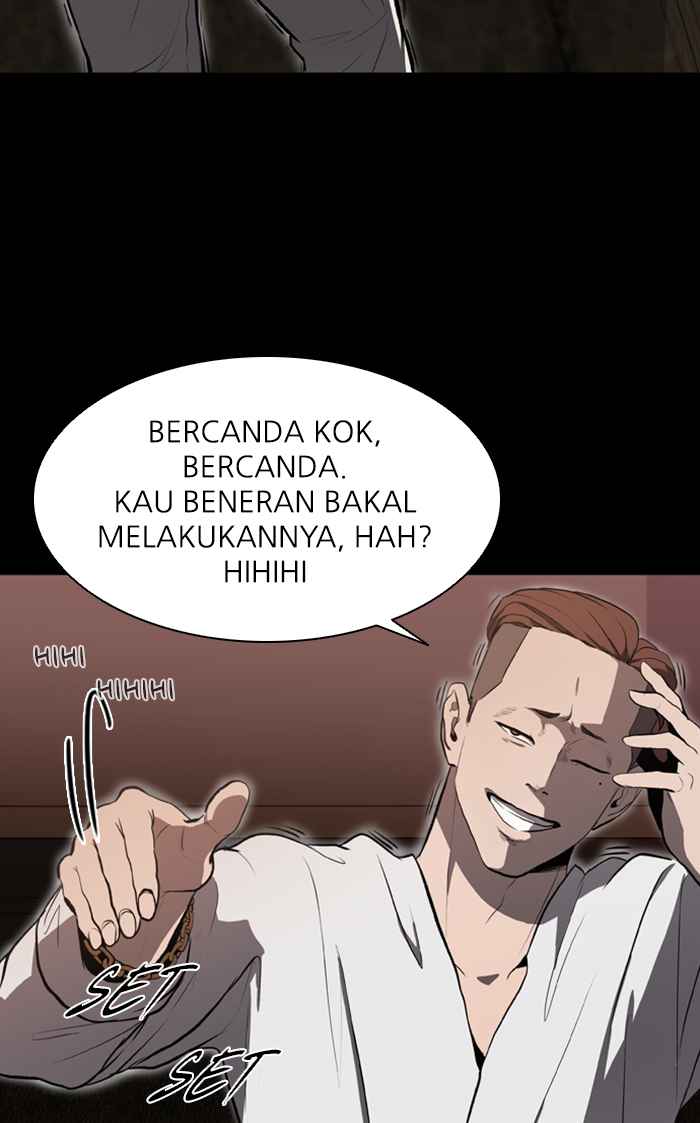 BERCANDA KOK,
BERCANDA.
KAU BENERAN BAKAL
MELAKUKANNYA, HAH?
HIHIHI
HIHI
HIHIHI
SET
SET